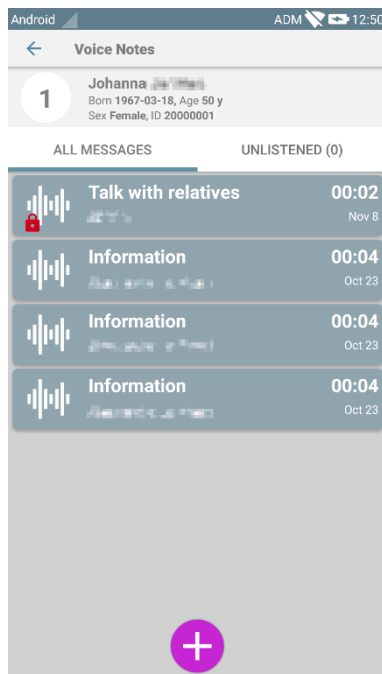 Android ADM 12:50
Voice Notes
1
Johanna
Born 1967-03-18, Age 50 y
Sex Female, ID 20000001
ALL MESSAGES UNLISTENED (0)
Talk with relatives 00:02
Nov 8
Information 00:04
Oct 23
Information 00:04
Oct 23
Information 00:04
Oct 23